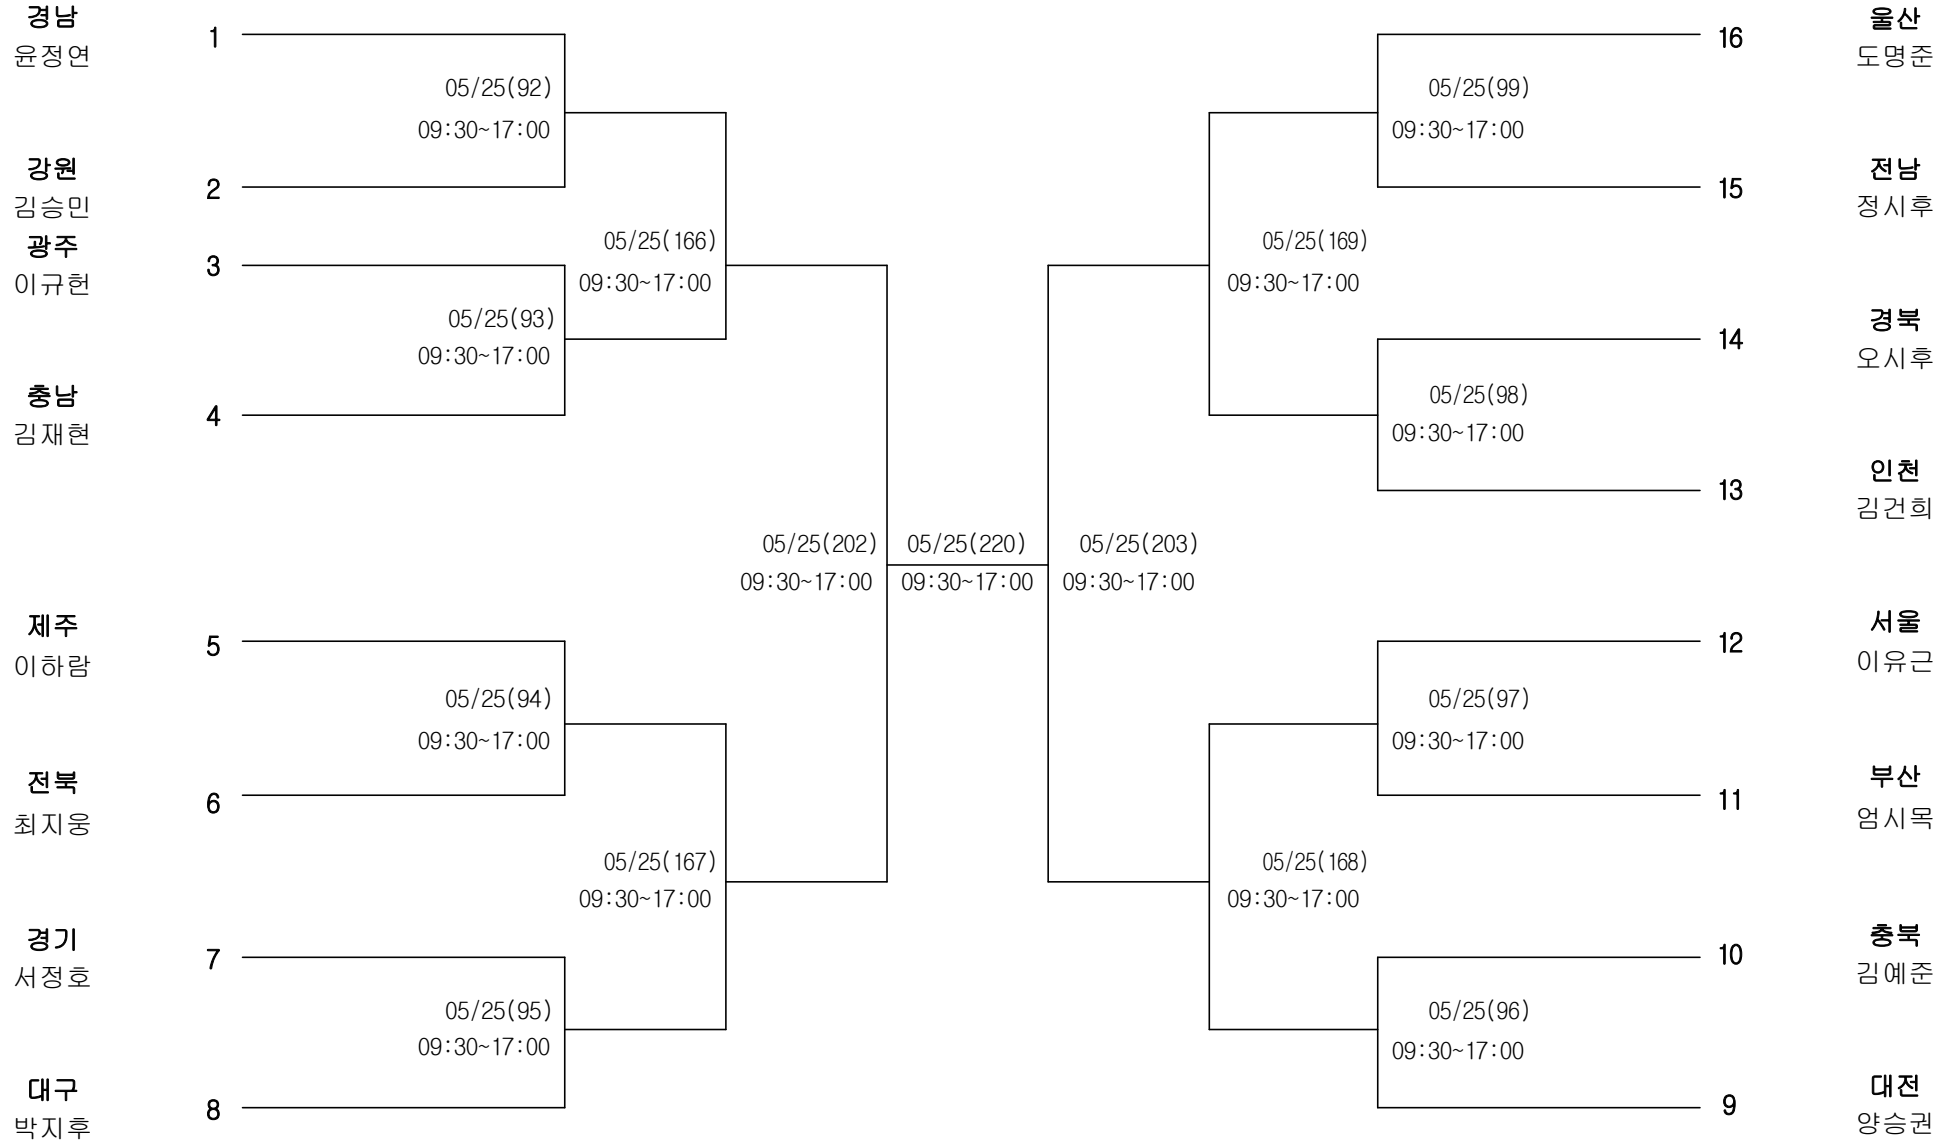 경남
윤정연
1
05/25(92)
09:30~17:00
강원
김승민
2
광주
이규헌
3
05/25(166)
09:30~17:00
05/25(93)
09:30~17:00
충남
김재현
4
05/25(202)
09:30~17:00
제주
이하람
5
05/25(94)
09:30~17:00
전북
최지웅
6
05/25(167)
09:30~17:00
경기
서정호
7
05/25(95)
09:30~17:00
대구
박지후
8
05/25(220)
09:30~17:00
울산
도명준
16
05/25(99)
09:30~17:00
전남
정시후
15
05/25(169)
09:30~17:00
경북
오시후
14
05/25(98)
09:30~17:00
인천
김건희
13
05/25(203)
09:30~17:00
서울
이유근
12
05/25(97)
09:30~17:00
부산
엄시목
11
05/25(168)
09:30~17:00
충북
김예준
10
05/25(96)
09:30~17:00
대전
양승권
9